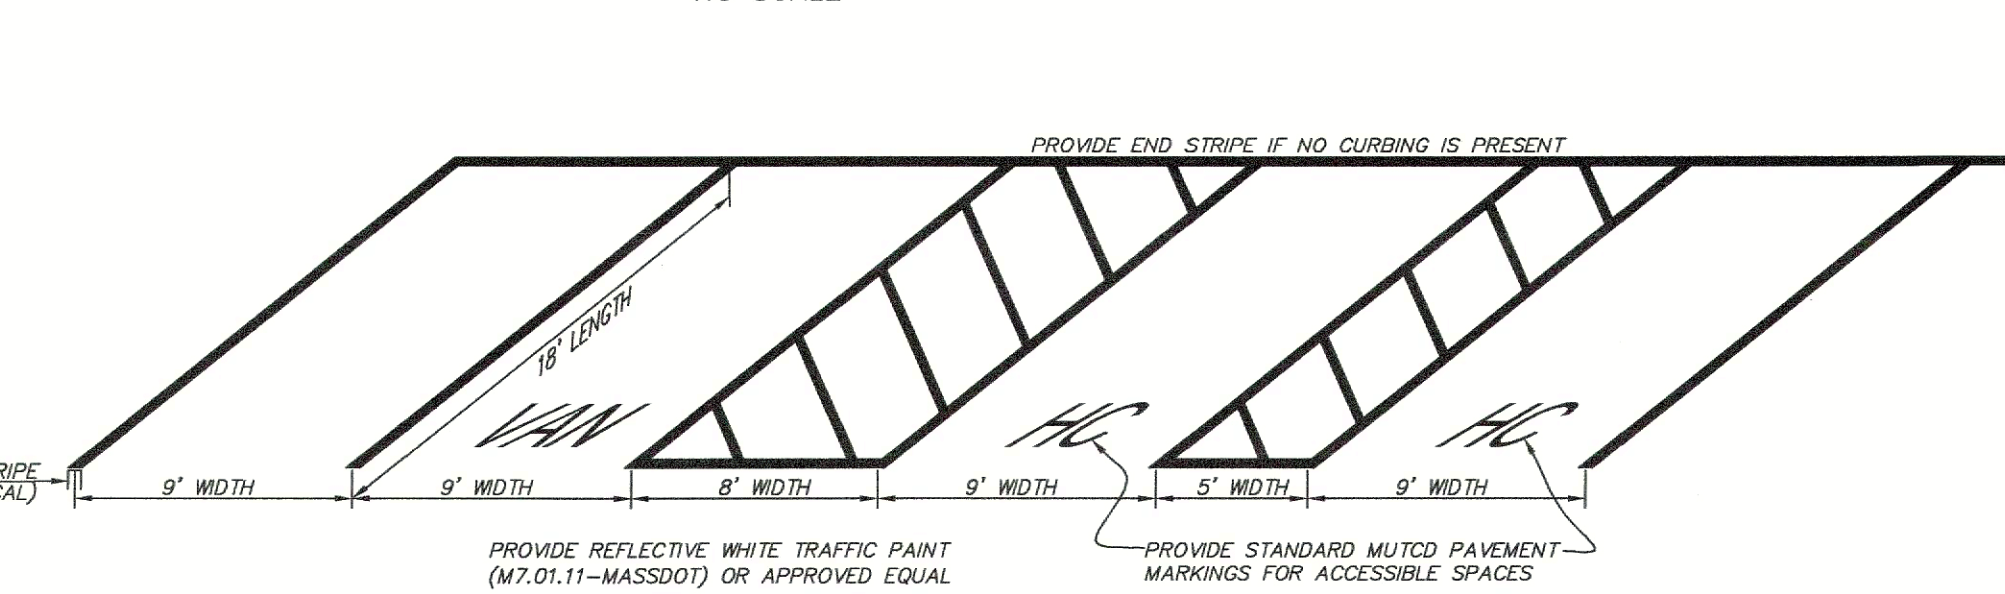 PROVIDE END STRIPE IF NO CURBING IS PRESENT
18' LENGTH
VAN
HC
HC
9' WIDTH
9' WIDTH
8' WIDTH
9' WIDTH
5' WIDTH
9' WIDTH
PROVIDE REFLECTIVE WHITE TRAFFIC PAINT
(M7.01.11-MASSDOT) OR APPROVED EQUAL
PROVIDE STANDARD MUTCD PAVEMENT
MARKINGS FOR ACCESSIBLE SPACES